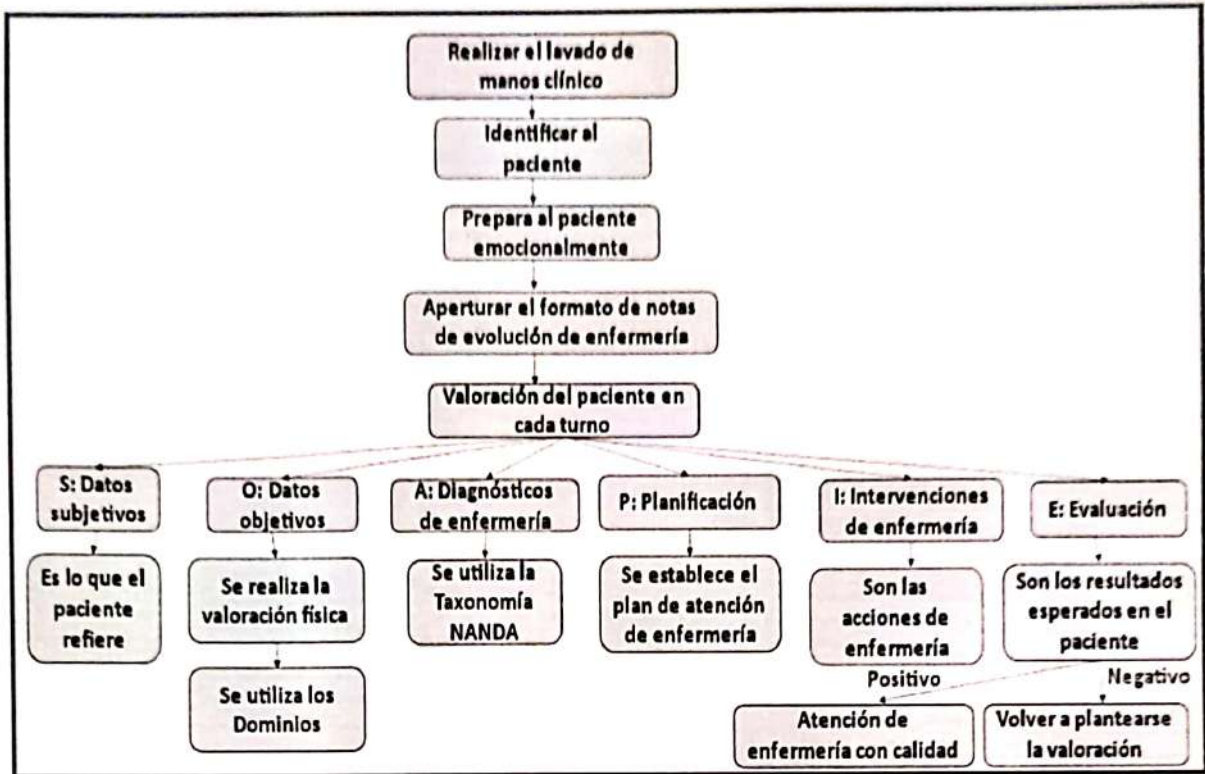 Realizar el lavado de
manos clínico
Identificar al
paciente
Prepara al paciente
emocionalmente
Aperturar el formato de notas
de evolución de enfermería
Valoración del paciente en
cada turno
S: Datos
subjetivos
O: Datos
objetivos
A: Diagnósticos
de enfermería
P: Planificación
I: Intervenciones
de enfermería
E: Evaluación
Es lo que el
paciente
refiere
Se realiza la
valoración física
Se utiliza la
Taxonomía
NANDA
Se establece el
plan de atención
de enfermería
Son las
acciones de
enfermería
Son los resultados
esperados en el
paciente
Se utiliza los
Dominios
Positivo
Negativo
Atención de
enfermería con calidad
Volver a plantearse
la valoración